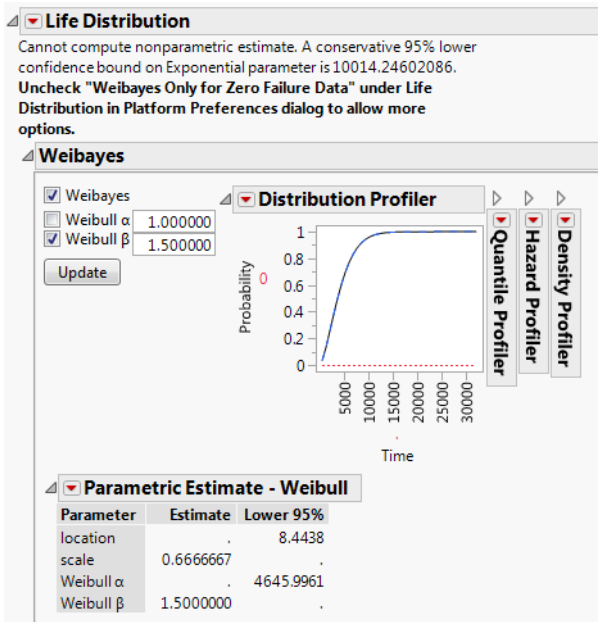 Life Distribution
Cannot compute nonparametric estimate. A conservative 95% lower
confidence bound on Exponential parameter is 10014.24602086.
Uncheck "Weibayes Only for Zero Failure Data" under Life
Distribution in Platform Preferences dialog to allow more
options.
Weibayes
Weibayes
Weibull α 1.000000
Weibull β 1.500000
Update
Distribution Profiler
Probability
0
1
0.8
0.6
0.4
0.2
0
5000
10000
15000
20000
25000
30000
.
Time
Quantile Profiler
Hazard Profiler
Density Profiler
Parametric Estimate - Weibull
Parameter Estimate Lower 95%
location . 8.4438
scale 0.6666667 .
Weibull α . 4645.9961
Weibull β 1.5000000 .